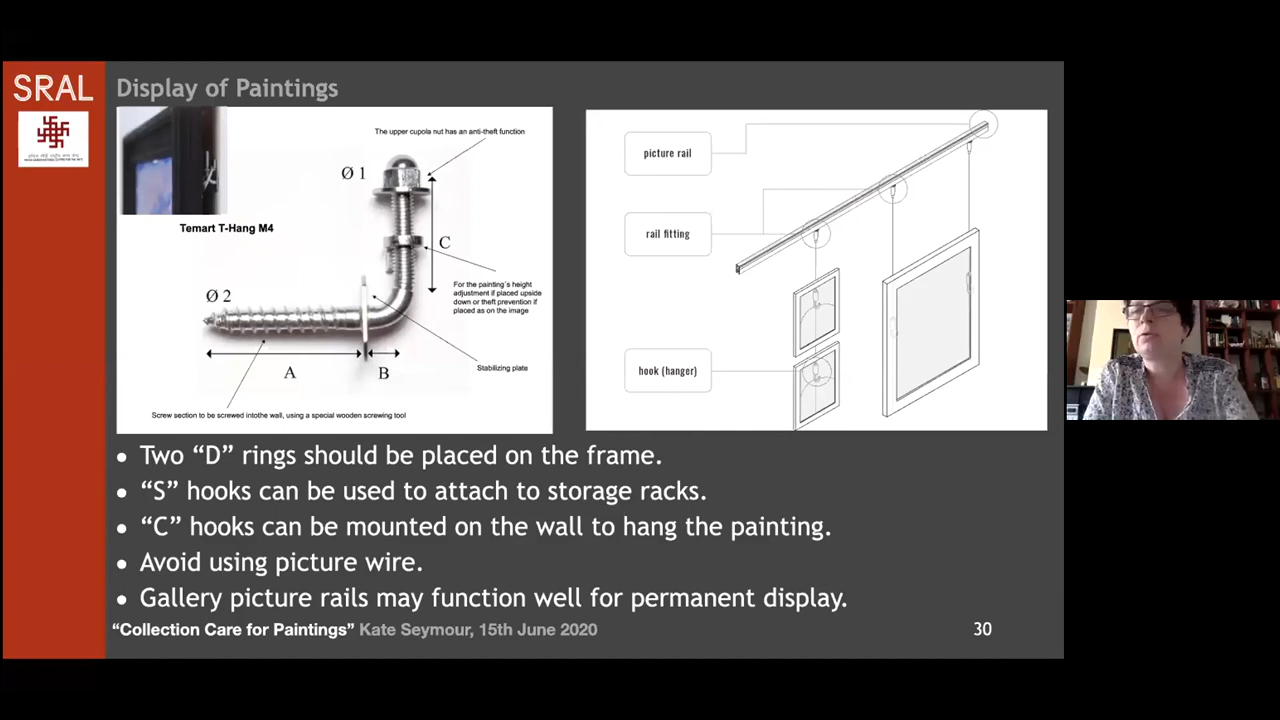 SRAL
Display of Paintings
The upper cupola nut has an anti-theft function
Ø 1
Temart T-Hang M4
C
Ø 2
For the painting´s height
adjustment if placed upside
down or theft prevention if
placed as on the image
A
B
Stabilizing plate
Screw section to be screwed intothe wall, using a special wooden screwing tool
picture rail
rail fitting
hook (hanger)
• Two “D” rings should be placed on the frame.
• “S” hooks can be used to attach to storage racks.
• “C” hooks can be mounted on the wall to hang the painting.
• Avoid using picture wire.
• Gallery picture rails may function well for permanent display.
“Collection Care for Paintings” Kate Seymour, 15th June 2020
30